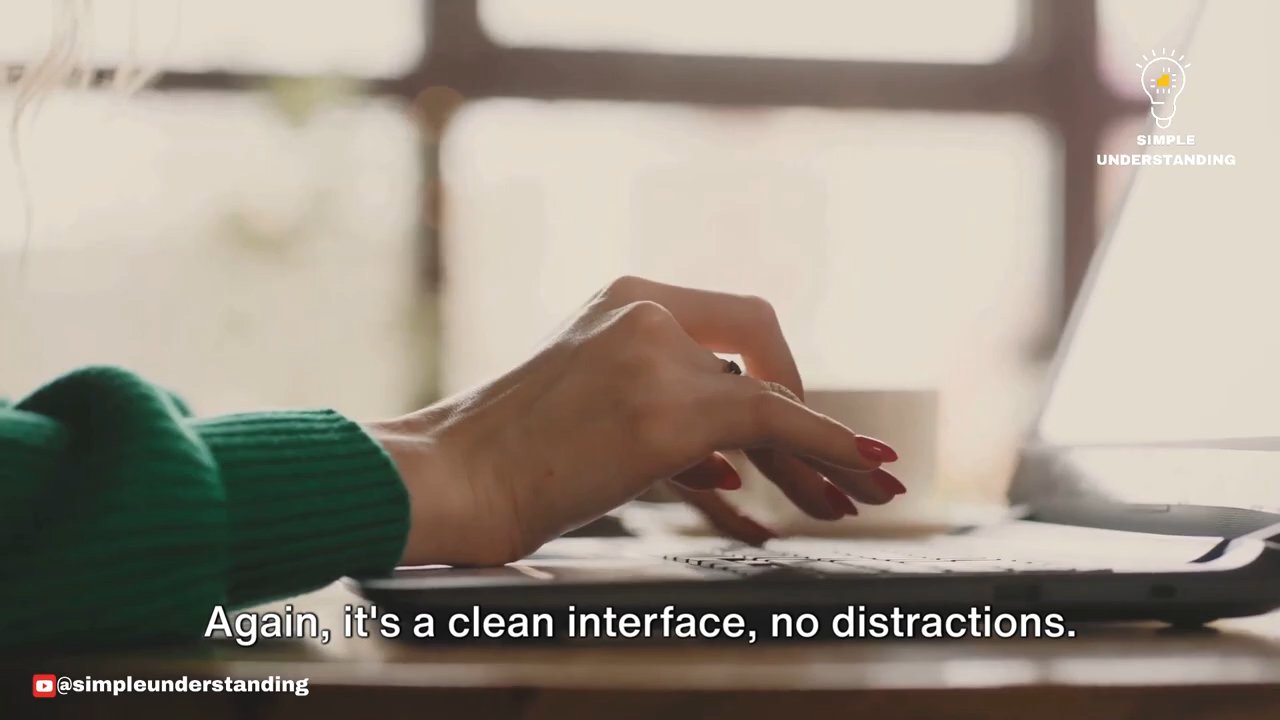 SIMPLE
UNDERSTANDING
Again, it's a clean interface, no distractions.
@simpleunderstanding